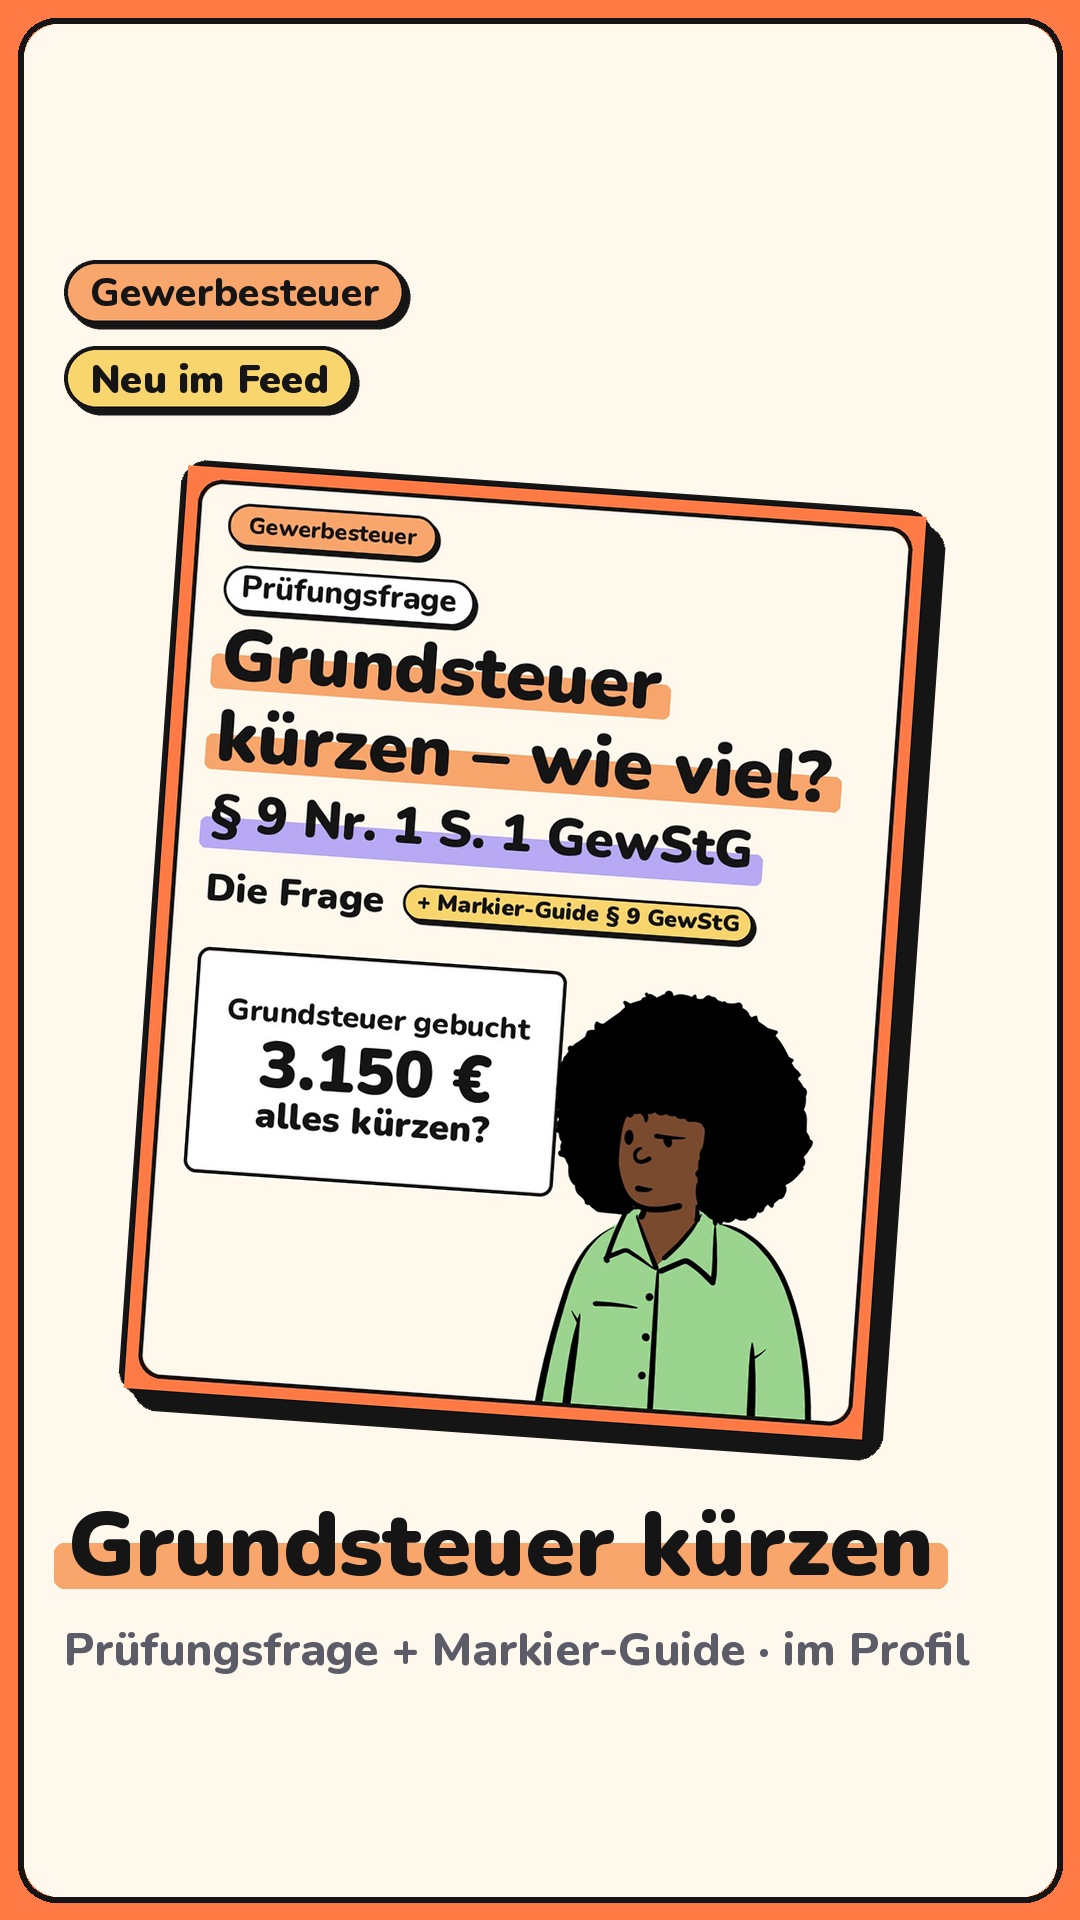 Gewerbesteuer
Neu im Feed
Gewerbesteuer
Prüfungsfrage
Grundsteuer
kürzen – wie viel?
§ 9 Nr. 1 S. 1 GewStG
Die Frage + Markier-Guide § 9 GewStG
Grundsteuer gebucht
3.150 €
alles kürzen?
Grundsteuer kürzen
Prüfungsfrage + Markier-Guide · im Profil